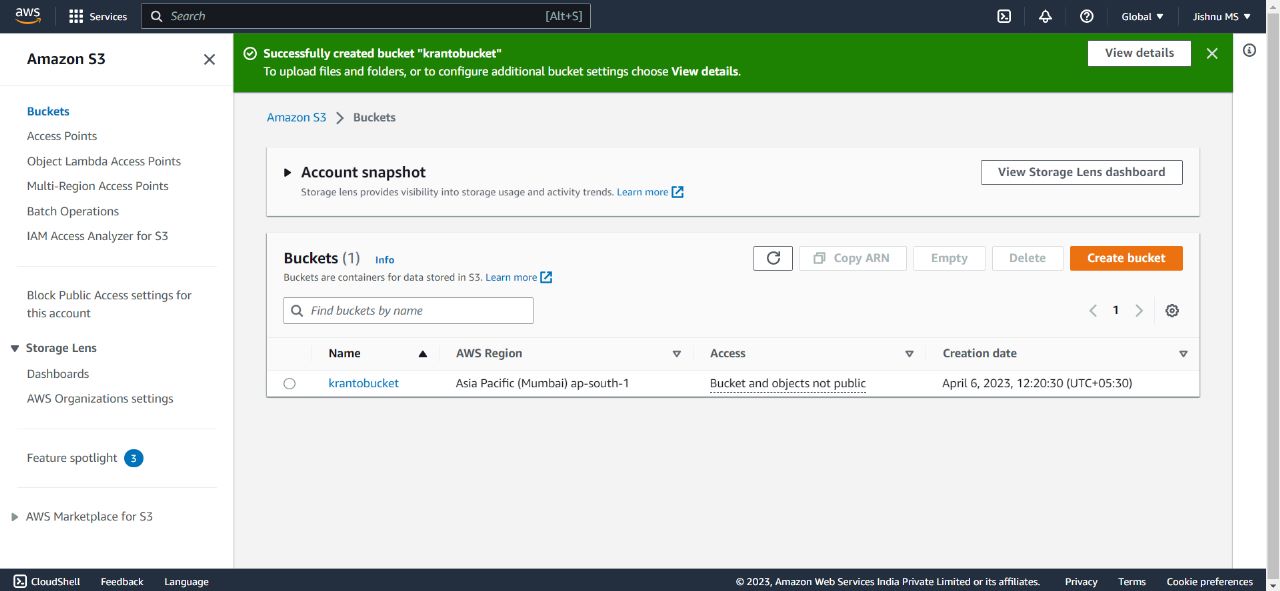 aws Services Search [Alt+S] Global Jishnu MS
Amazon S3
Buckets
Access Points
Object Lambda Access Points
Multi-Region Access Points
Batch Operations
IAM Access Analyzer for S3
Block Public Access settings for
this account
Storage Lens
Dashboards
AWS Organizations settings
Feature spotlight 3
AWS Marketplace for S3
Successfully created bucket "krantobucket"
To upload files and folders, or to configure additional bucket settings choose View details.
View details
Amazon S3 > Buckets
Account snapshot
Storage lens provides visibility into storage usage and activity trends. Learn more
View Storage Lens dashboard
Buckets (1) Info
Buckets are containers for data stored in S3. Learn more
Copy ARN Empty Delete Create bucket
Find buckets by name
1
Name AWS Region Access Creation date
krantobucket Asia Pacific (Mumbai) ap-south-1 Bucket and objects not public April 6, 2023, 12:20:30 (UTC+05:30)
CloudShell Feedback Language © 2023, Amazon Web Services India Private Limited or its affiliates. Privacy Terms Cookie preferences